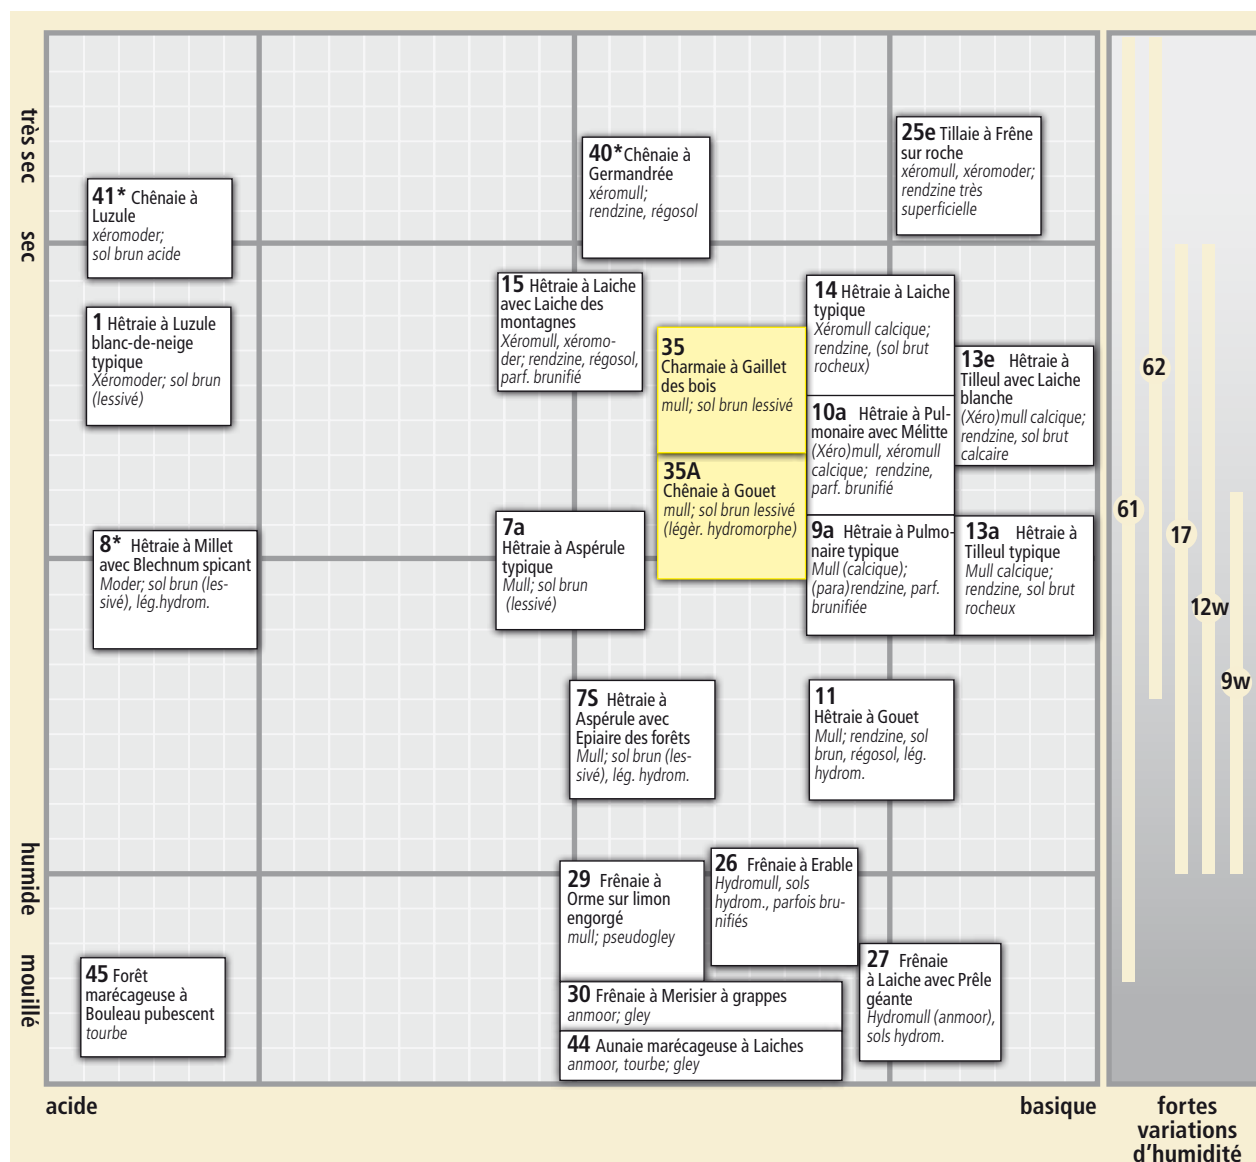 très sec
sec
humide
mouillé
41* Chênaie à
Luzule
xéromoder;
sol brun acide
40* Chênaie à
Germandrée
xéromull;
rendzine, régosol
25e Tillaie à Frêne
sur roche
xéromull, xéromoder;
rendzine très
superficielle
1 Hêtraie à Luzule
blanc-de-neige
typique
Xéromoder; sol brun
(lessivé)
15 Hêtraie à Laiche
avec Laiche des
montagnes
Xéromull, xéromo-
der; rendzine, régosol,
parf. brunifié
35
Charmaie à Gaillet
des bois
mull; sol brun lessivé
14 Hêtraie à Laiche
typique
Xéromull calcique;
rendzine, (sol brut
rocheux)
13e Hêtraie à
Tilleul avec Laiche
blanche
(Xéro)mull calcique;
rendzine, sol brut
calcaire
10a Hêtraie à Pul-
monaire avec Mélitte
(Xéro)mull, xéromull
calcique; rendzine,
parf. brunifié
35A
Chênaie à Gouet
mull; sol brun lessivé
(légèr. hydromorphe)
8* Hêtraie à Millet
avec Blechnum spicant
Moder; sol brun (les-
sivé), lég.hydrom.
7a
Hêtraie à Aspérule
typique
Mull; sol brun
(lessivé)
9a Hêtraie à Pulmo-
naire typique
Mull (calcique);
(para)rendzine, parf.
brunifiée
13a Hêtraie à
Tilleul typique
Mull calcique;
rendzine, sol brut
rocheux
7S Hêtraie à
Aspérule avec
Epiaire des forêts
Mull; sol brun (les-
sivé), lég. hydrom.
11
Hêtraie à Gouet
Mull; rendzine, sol
brun, régosol, lég.
hydrom.
29 Frênaie à
Orme sur limon
engorgé
mull; pseudogley
26 Frênaie à Erable
Hydromull, sols
hydrom., parfois bru-
nifiés
45 Forêt
marécageuse à
Bouleau pubescent
tourbe
27 Frênaie
à Laiche avec Prêle
géante
Hydromull (anmoor),
sols hydrom.
30 Frênaie à Merisier à grappes
anmoor; gley
44 Aunaie marécageuse à Laiches
anmoor, tourbe; gley
62
61
17
12w
9w
acide
basique
fortes
variations
d'humidité